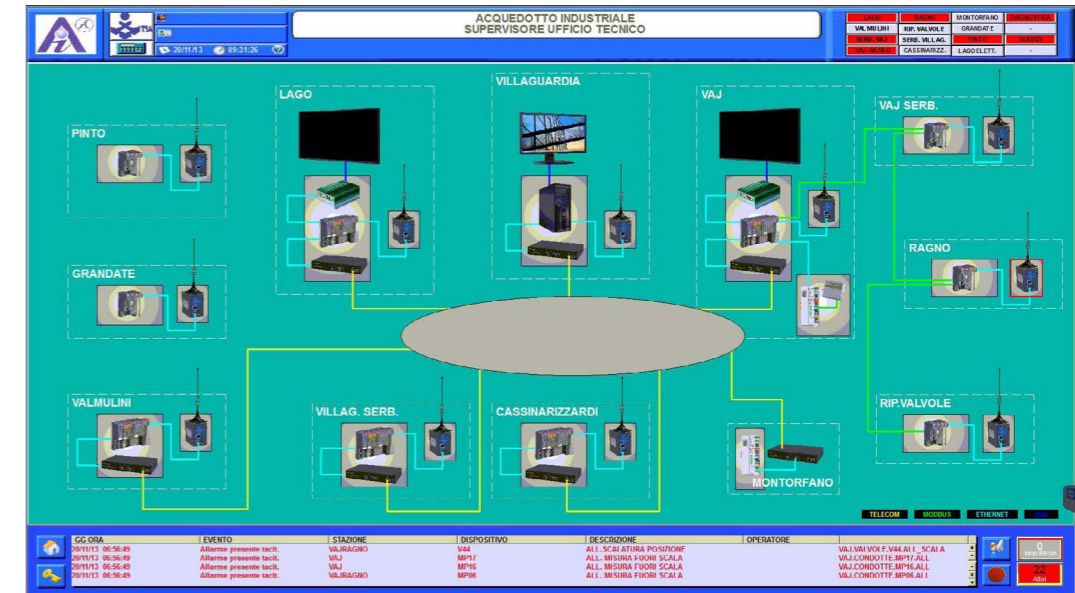 TSA
ACQUEDOTTO INDUSTRIALE
SUPERVISORE UFFICIO TECNICO
20/11/13 09:31:26
LAGO RAGNO MONTORFANO DIAGNOSTICA
VALMULINI RIP. VALVOLE GRANDATE -
SERB. VAJ SERB. VILLAG. PINTO SERVIZI
VAJ RAGNO CASSINARIZZ. LAGO ELETT. -
PINTO
LAGO
VILLAGUARDIA
VAJ
VAJ SERB.
GRANDATE
RAGNO
VALMULINI
VILLAG. SERB.
CASSINARIZZARDI
MONTORFANO
RIP.VALVOLE
TELECOM MODBUS ETHERNET
GG ORA EVENTO STAZIONE DISPOSITIVO DESCRIZIONE OPERATORE
20/11/13 06:56:49 Allarme presente tacit. VAJRAGNO V44 ALL.SCALATURA POSIZIONE VAJ.VALVOLE.V44.ALL_SCALA
20/11/13 06:56:49 Allarme presente tacit. VAJ MP17 ALL. MISURA FUORI SCALA VAJ.CONDOTTE.MP17.ALL
20/11/13 06:56:49 Allarme presente tacit. VAJ MP16 ALL. MISURA FUORI SCALA VAJ.CONDOTTE.MP16.ALL
20/11/13 06:56:49 Allarme presente tacit. VAJRAGNO MP06 ALL. MISURA FUORI SCALA VAJ.CONDOTTE.MP06.ALL
0
22
Attivi